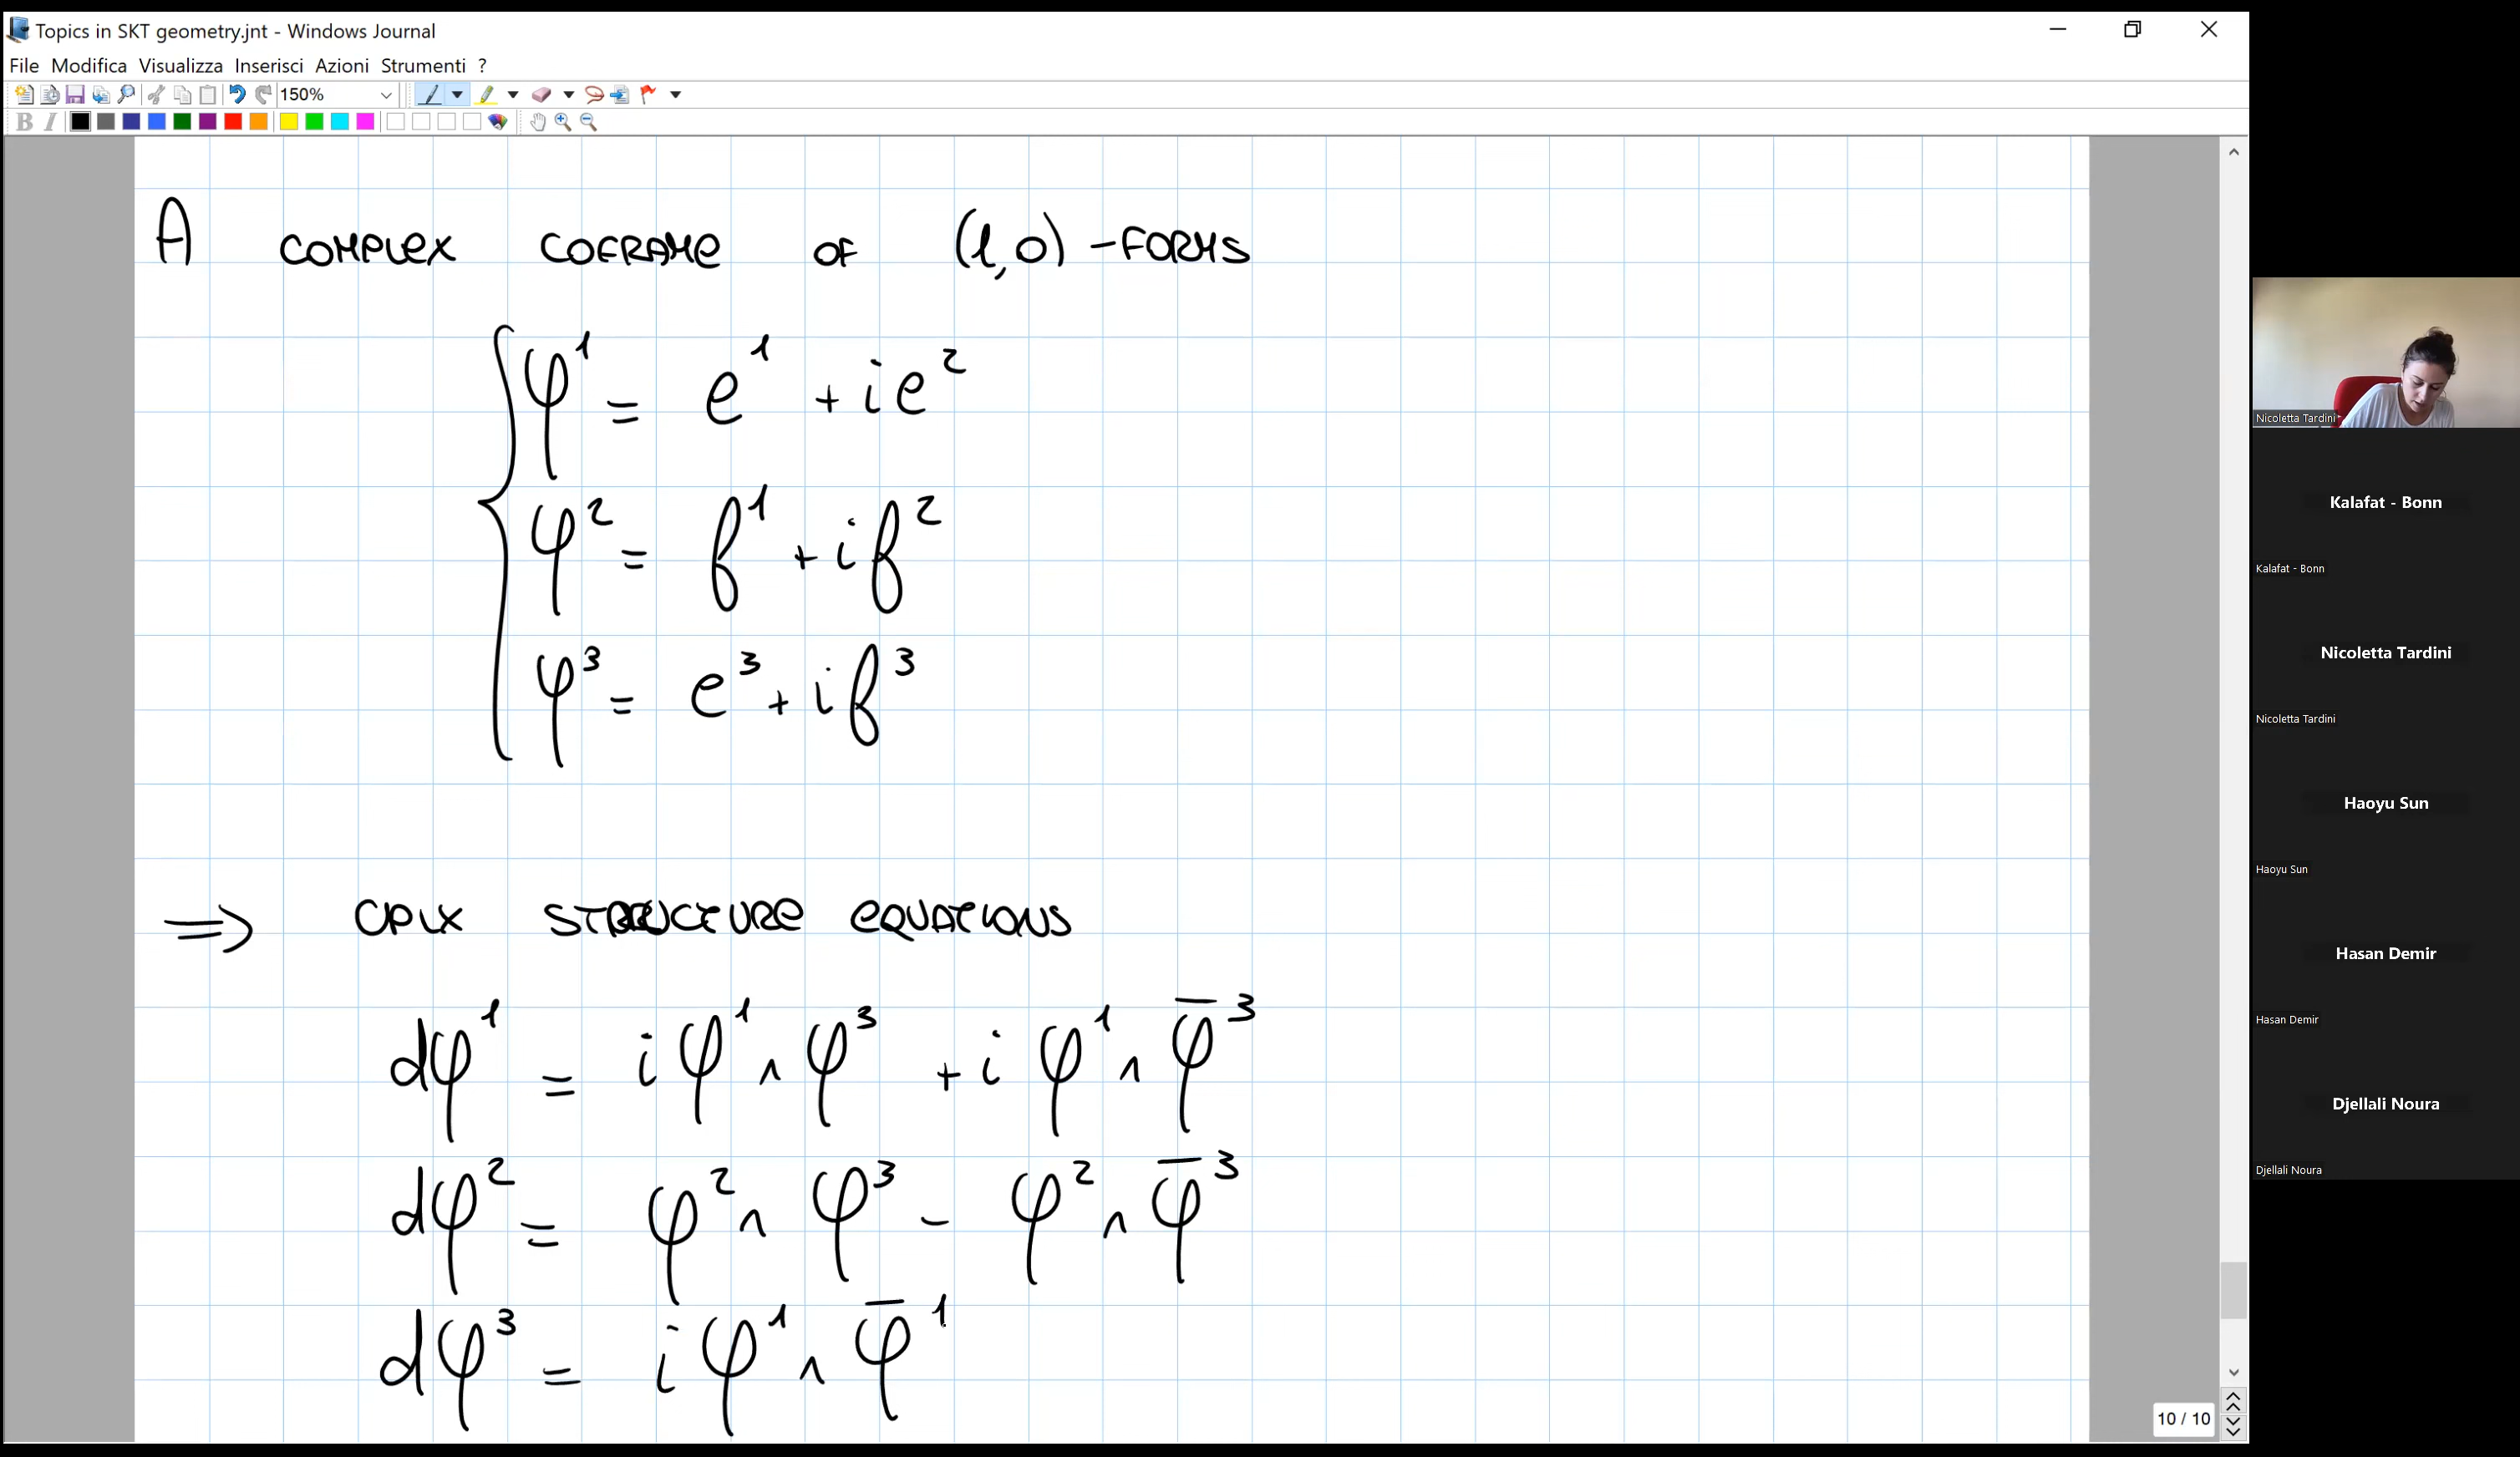 Topics in SKT geometry.jnt - Windows Journal
File Modifica Visualizza Inserisci Azioni Strumenti ?
150%
B I
A COMPLEX COFRAME OF (1,0)-FORMS
φ¹ = e¹ + ie²
φ² = f¹ + if²
φ³ = e³ + if³
⟹ CPLX STRUCTURE EQUATIONS
dφ¹ = iφ¹ ∧ φ³ + iφ¹ ∧ φ̅³
dφ² = φ² ∧ φ³ - φ² ∧ φ̅³
dφ³ = iφ¹ ∧ φ̅¹
10 / 10
Nicoletta Tardini
Kalafat - Bonn
Kalafat - Bonn
Nicoletta Tardini
Nicoletta Tardini
Haoyu Sun
Haoyu Sun
Hasan Demir
Hasan Demir
Djellali Noura
Djellali Noura